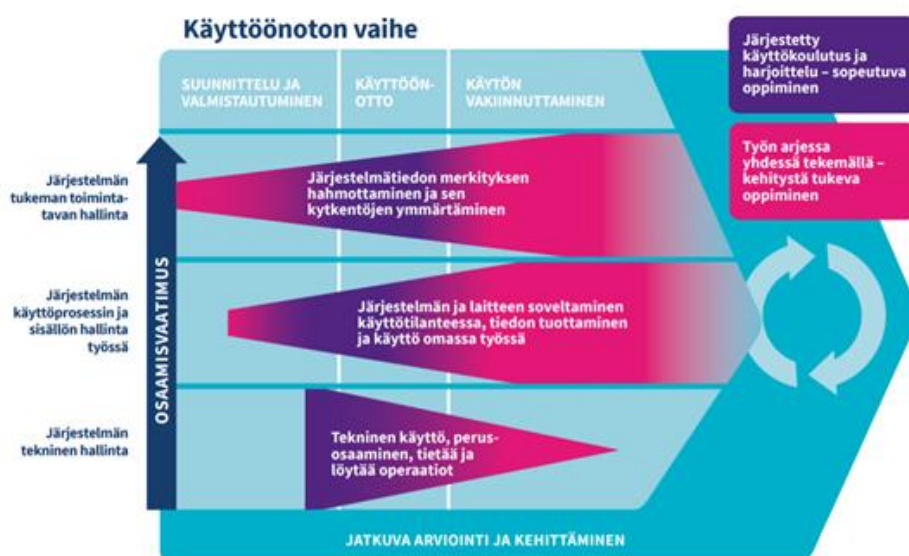 Käyttöönoton vaihe
SUUNNITTELU JA
VALMISTAUTUMINEN
KÄYTTÖÖN-
OTTO
KÄYTÖN
VAKIINNUTTAMINEN
Järjestetty
käyttökoulutus ja
harjoittelu – sopeutuva
oppiminen
Työn arjessa
yhdessä tekemällä –
kehitystä tukeva
oppiminen
OSAAMISVAATIMUS
Järjestelmän
tukeman toiminta-
tavan hallinta
Järjestelmätiedon merkityksen
hahmottaminen ja sen
kytkentöjen ymmärtäminen
Järjestelmän
käyttöprosessin ja
sisällön hallinta
työssä
Järjestelmän ja laitteen soveltaminen
käyttötilanteessa, tiedon tuottaminen
ja käyttö omassa työssä
Järjestelmän
tekninen hallinta
Tekninen käyttö, perus-
osaaminen, tietää ja
löytää operaatiot
JATKUVA ARVIOINTI JA KEHITTÄMINEN